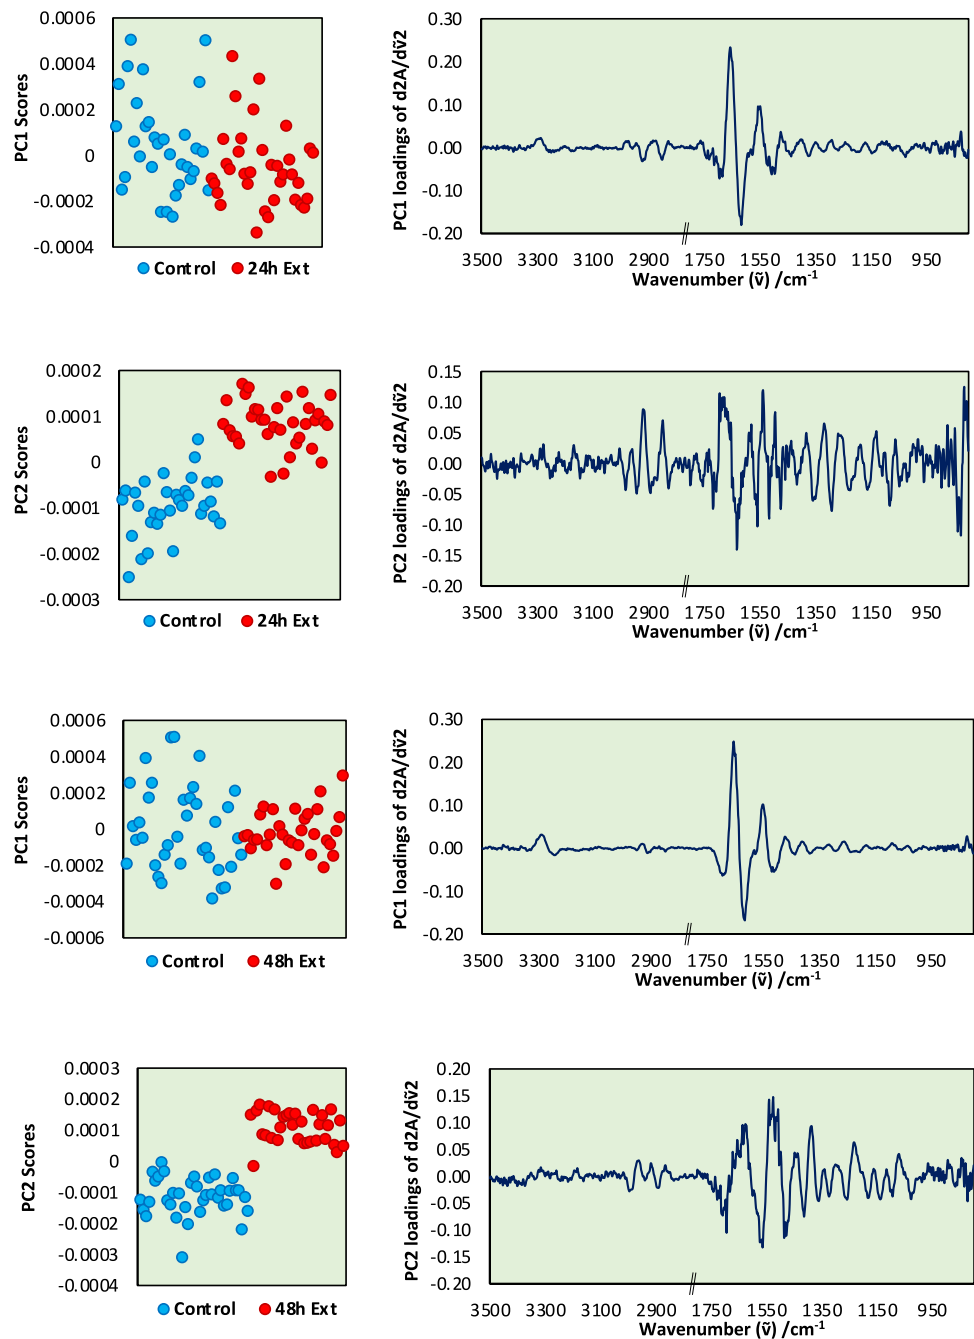 0.0006
0.0004
0.0002
0
-0.0002
-0.0004
PC1 Scores
Control 24h Ext
0.30
0.20
0.10
0.00
-0.10
-0.20
PC1 loadings of d2A/dṽ2
3500 3300 3100 2900 1750 1550 1350 1150 950
Wavenumber (ṽ) /cm-1
0.0002
0.0001
0
-0.0001
-0.0002
-0.0003
PC2 Scores
Control 24h Ext
0.15
0.10
0.05
0.00
-0.05
-0.10
-0.15
-0.20
PC2 loadings of d2A/dṽ2
3500 3300 3100 2900 1750 1550 1350 1150 950
Wavenumber (ṽ) /cm-1
0.0006
0.0004
0.0002
0
-0.0002
-0.0004
-0.0006
PC1 Scores
Control 48h Ext
0.30
0.20
0.10
0.00
-0.10
-0.20
PC1 loadings of d2A/dṽ2
3500 3300 3100 2900 1750 1550 1350 1150 950
Wavenumber (ṽ) /cm-1
0.0003
0.0002
0.0001
0
-0.0001
-0.0002
-0.0003
-0.0004
PC2 Scores
Control 48h Ext
0.20
0.15
0.10
0.05
0.00
-0.05
-0.10
-0.15
-0.20
PC2 loadings of d2A/dṽ2
3500 3300 3100 2900 1750 1550 1350 1150 950
Wavenumber (ṽ) /cm-1